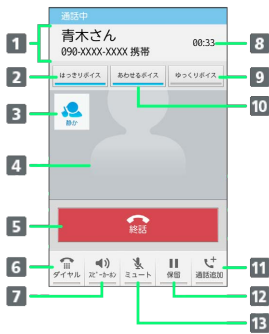 通話中
1
青木さん
090-XXXX-XXX 携帯
00:33
8
2
はっきりボイス
あわせるボイス
ゆっくりボイス
9
10
3
静か
4
5
終話
6
ダイヤル
スピーカーホン
ミュート
保留
通話追加
11
7
12
13